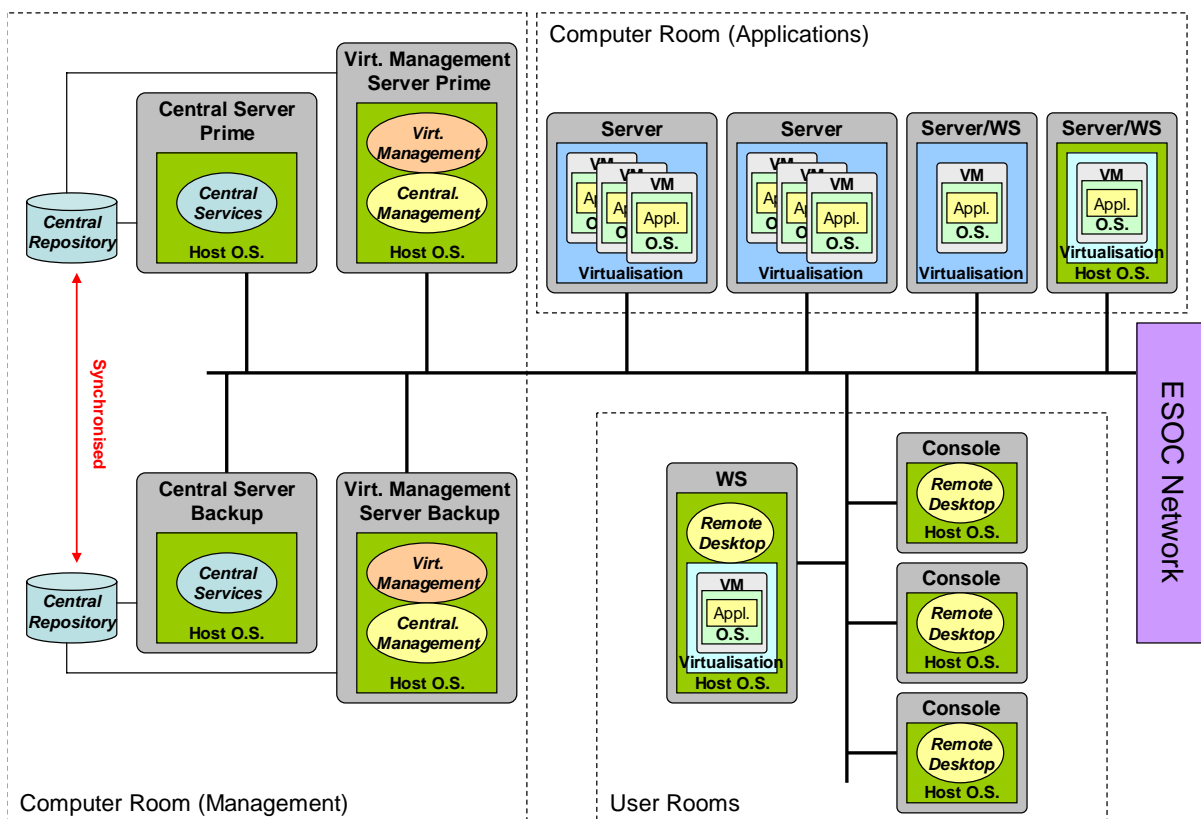 Computer Room (Applications)
Virt. Management
Server Prime
Virt.
Management
Central.
Management
Host O.S.
Central Server
Prime
Central
Services
Host O.S.
Central
Repository
Server
VM
VM
VM
Appl.
Appl.
Appl.
O.S.
O.S.
O.S.
Virtualisation
Server
VM
VM
VM
Appl.
Appl.
Appl.
O.S.
O.S.
O.S.
Virtualisation
Server/WS
VM
Appl.
O.S.
Virtualisation
Server/WS
VM
Appl.
O.S.
Virtualisation
Host O.S.
Synchronised
ESOC Network
Central Server
Backup
Central
Services
Host O.S.
Virt. Management
Server Backup
Virt.
Management
Central.
Management
Host O.S.
Central
Repository
WS
Remote
Desktop
VM
Appl.
O.S.
Virtualisation
Host O.S.
Console
Remote
Desktop
Host O.S.
Console
Remote
Desktop
Host O.S.
Console
Remote
Desktop
Host O.S.
Computer Room (Management)
User Rooms